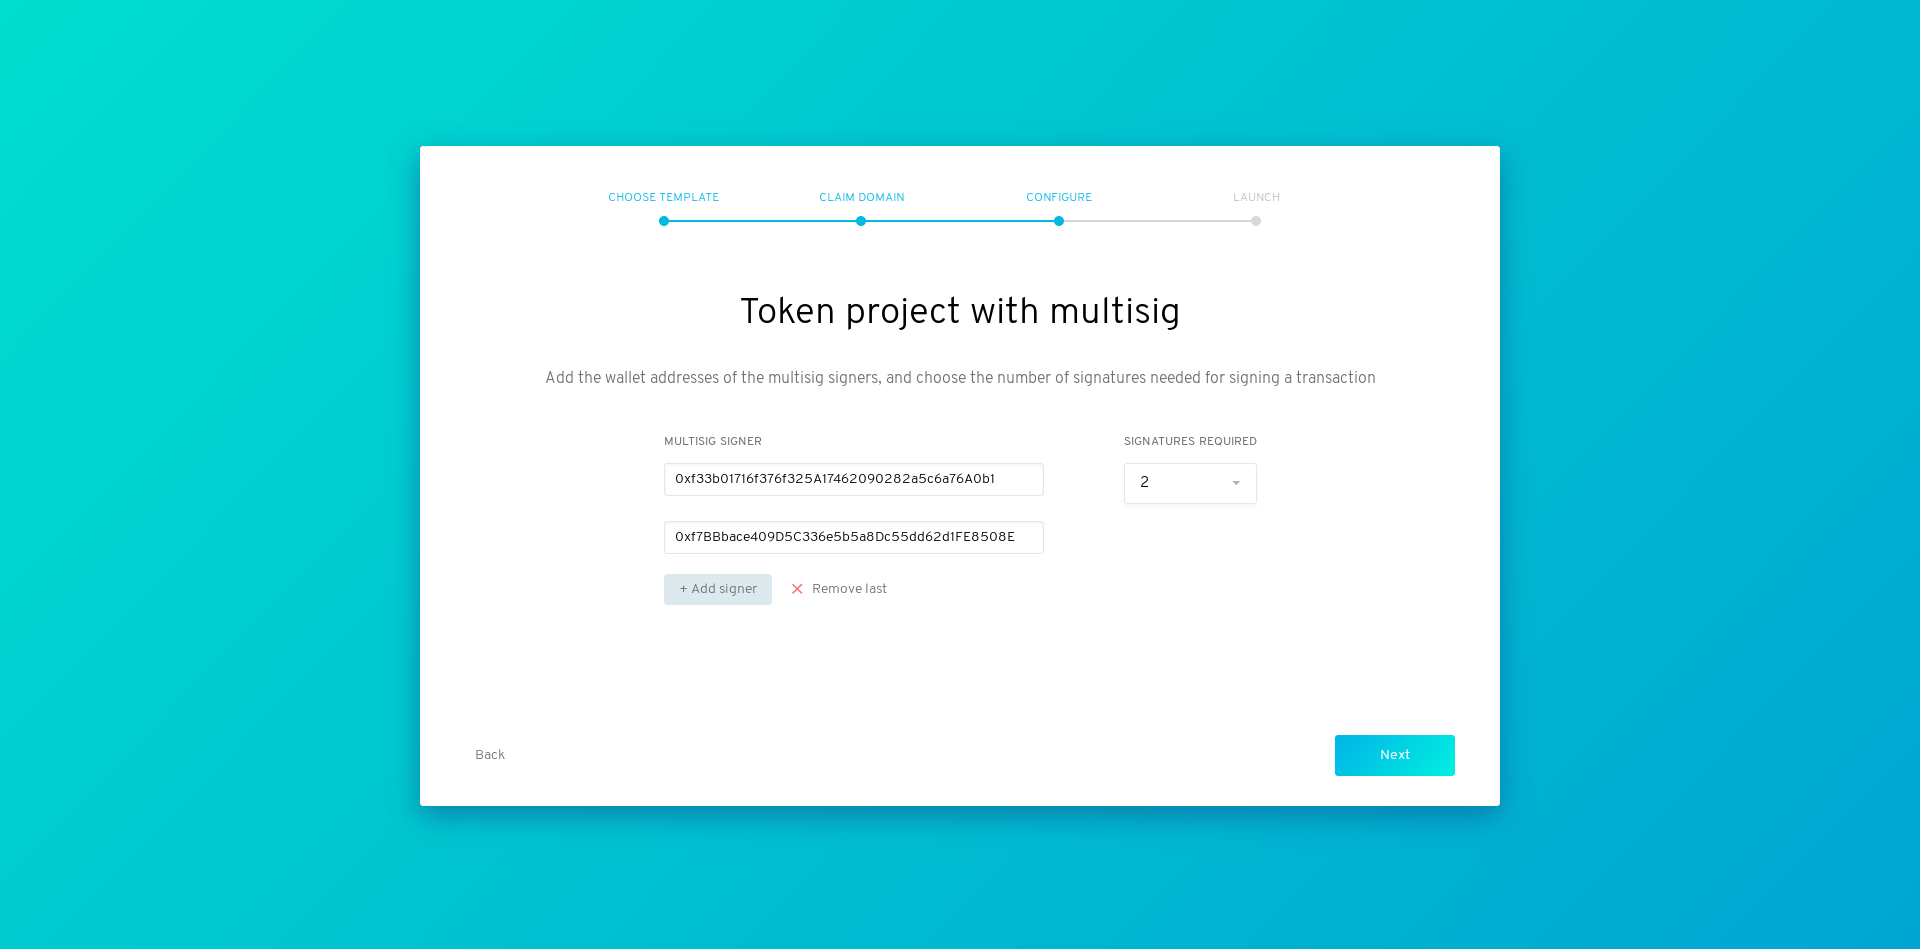 CHOOSE TEMPLATE CLAIM DOMAIN CONFIGURE LAUNCH
Token project with multisig
Add the wallet addresses of the multisig signers, and choose the number of signatures needed for signing a transaction
MULTISIG SIGNER SIGNATURES REQUIRED
0xf33b01716f376f325A17462090282a5c6a76A0b1 2
0xf7BBbace409D5C336e5b5a8Dc55dd62d1FE8508E
+ Add signer Remove last
Back Next